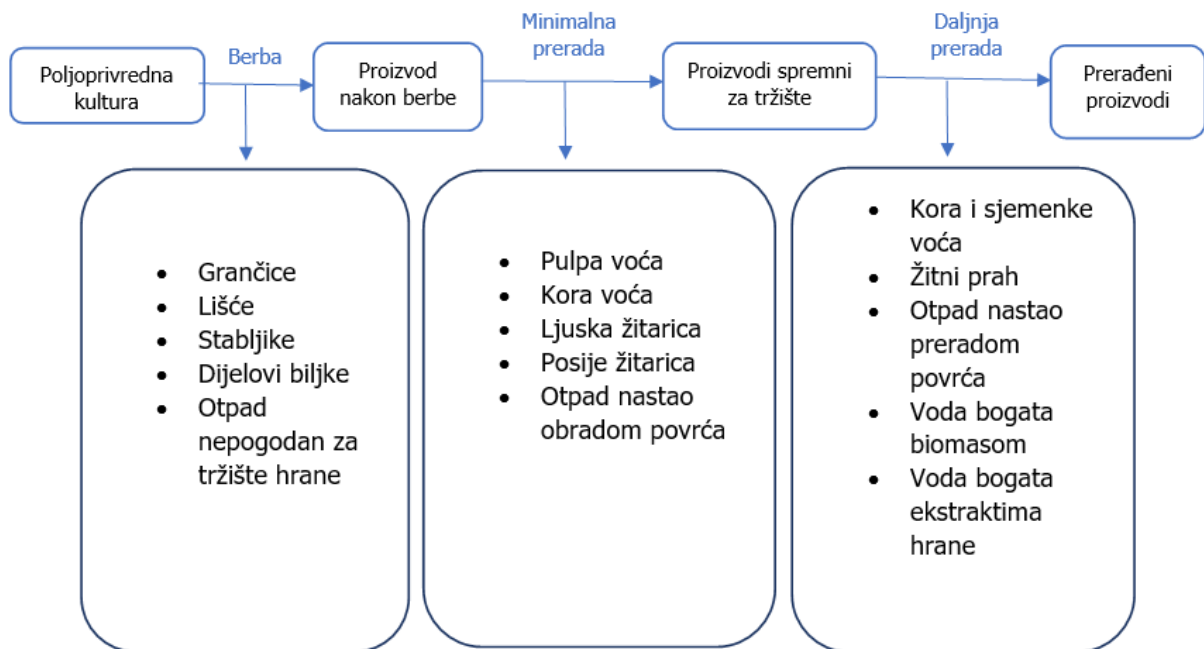 Poljoprivredna
kultura
Berba
Proizvod
nakon berbe
Minimalna
prerada
Proizvodi spremni
za tržište
Daljnja
prerada
Prerađeni
proizvodi
• Grančice
• Lišće
• Stabljike
• Dijelovi biljke
• Otpad
nepogodan za
tržište hrane
• Pulpa voća
• Kora voća
• Ljuska žitarica
• Posije žitarica
• Otpad nastao
obradom povrća
• Kora i sjemenke
voća
• Žitni prah
• Otpad nastao
preradom
povrća
• Voda bogata
biomasom
• Voda bogata
ekstraktima
hrane